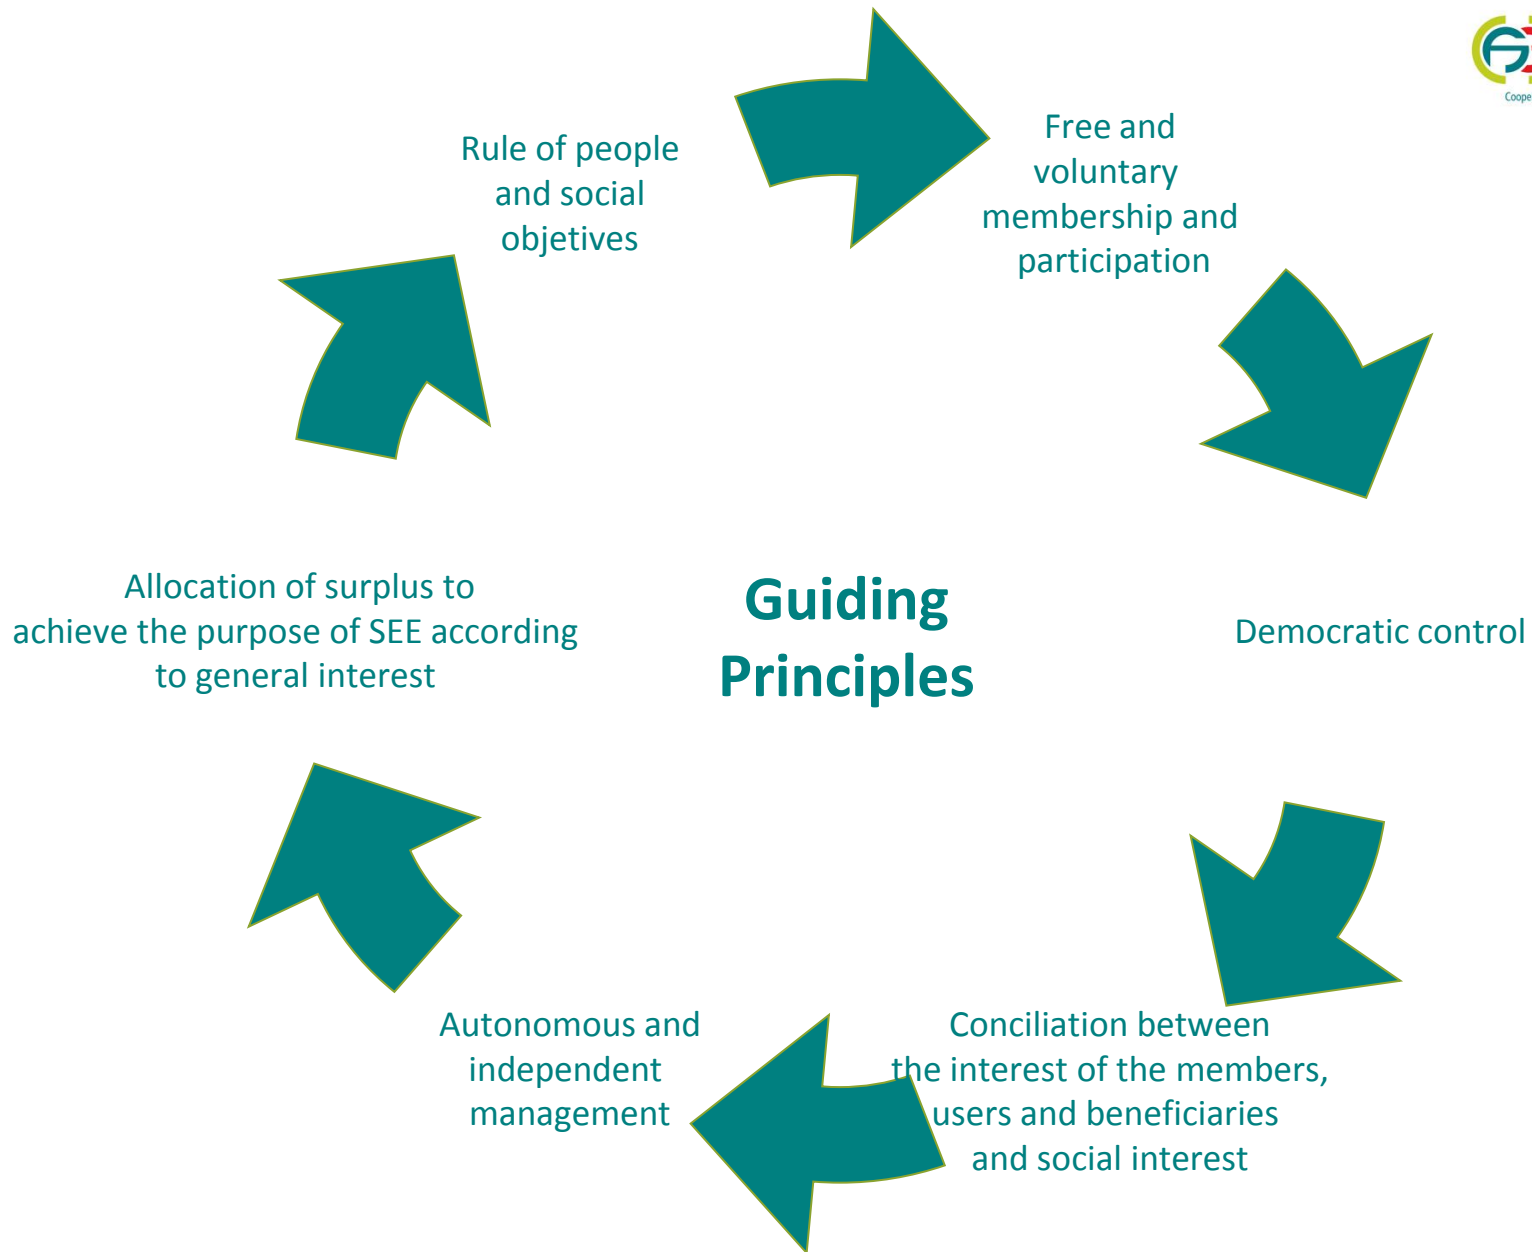 Rule of people
and social
objetives
Free and
voluntary
membership and
participation
Allocation of surplus to
achieve the purpose of SEE according
to general interest
Guiding
Principles
Democratic control
Autonomous and
independent
management
Conciliation between
the interest of the members,
users and beneficiaries
and social interest